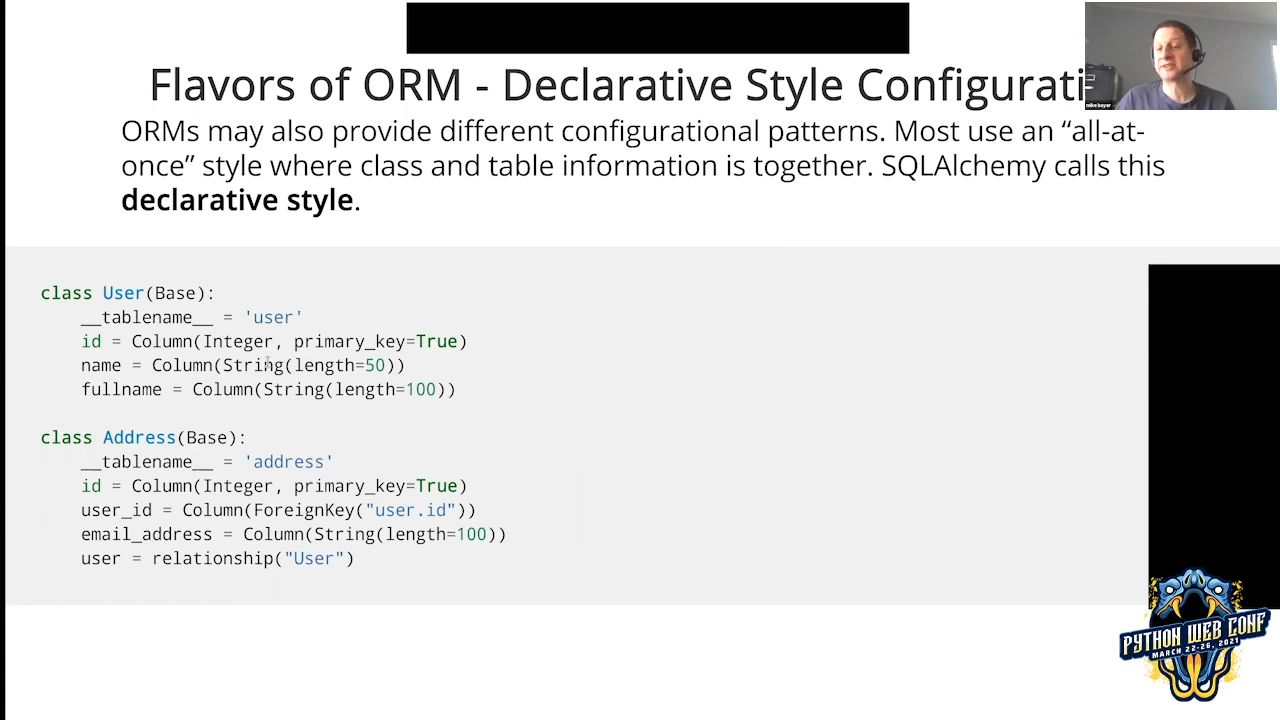 Flavors of ORM - Declarative Style Configurati
mike bayer
ORMs may also provide different configurational patterns. Most use an “all-at-
once” style where class and table information is together. SQLAlchemy calls this
declarative style.
class User(Base):
    __tablename__ = 'user'
    id = Column(Integer, primary_key=True)
    name = Column(String(length=50))
    fullname = Column(String(length=100))
class Address(Base):
    __tablename__ = 'address'
    id = Column(Integer, primary_key=True)
    user_id = Column(ForeignKey("user.id"))
    email_address = Column(String(length=100))
    user = relationship("User")
PYTHON WEB CONF
MARCH 22-26, 2021